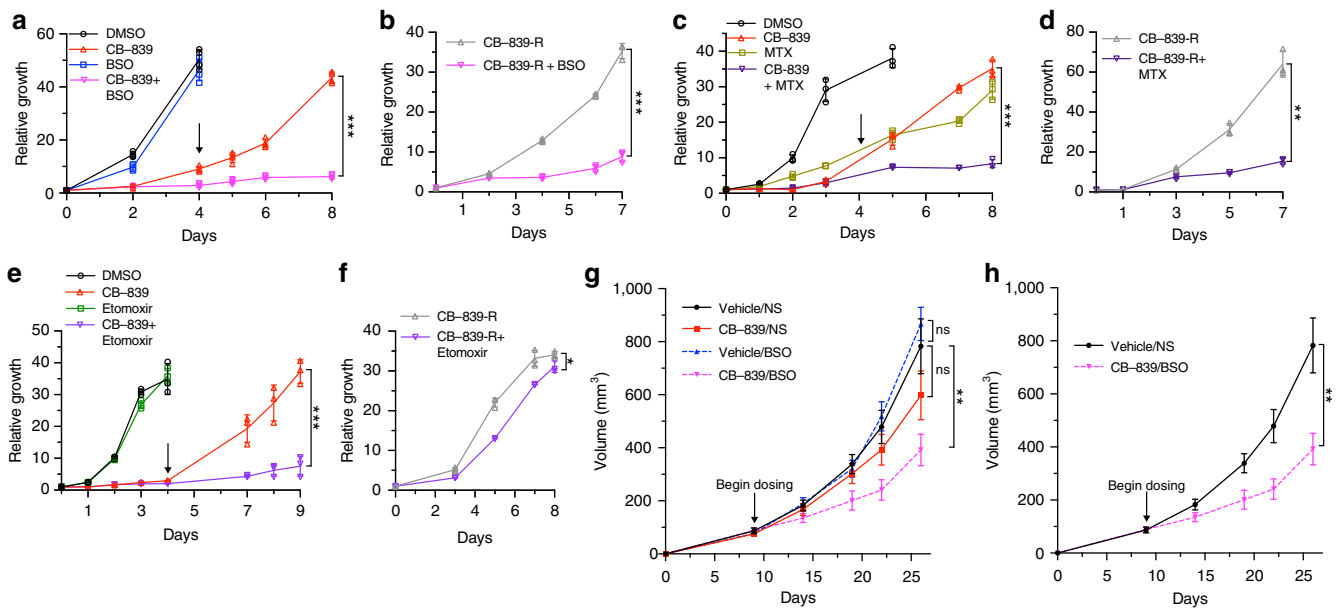 a
DMSO
CB–839
BSO
CB–839+
BSO
Relative growth
60
40
20
0
0
2
4
6
8
Days
***
b
CB–839-R
CB–839-R + BSO
Relative growth
50
40
30
20
10
0
1
3
5
7
Days
****
c
DMSO
CB–839
MTX
CB–839
+ MTX
Relative growth
40
30
20
10
0
0
2
4
6
8
Days
***
d
CB–839-R
CB–839-R+
MTX
Relative growth
80
60
40
20
0
1
3
5
7
Days
**
e
DMSO
CB–839
Etomoxir
CB–839+
Etomoxir
Relative growth
50
40
30
20
10
0
1
3
5
7
9
Days
***
f
CB–839-R
CB–839-R+
Etomoxir
Relative growth
40
30
20
10
0
0
2
4
6
8
Days
*
g
Vehicle/NS
CB–839/NS
Vehicle/BSO
CB–839/BSO
Volume (mm3)
1,000
800
600
400
200
0
0
5
10
15
20
25
Days
Begin dosing
ns
ns
**
h
Vehicle/NS
CB–839/BSO
Volume (mm3)
1,000
800
600
400
200
0
0
5
10
15
20
25
Days
Begin dosing
**